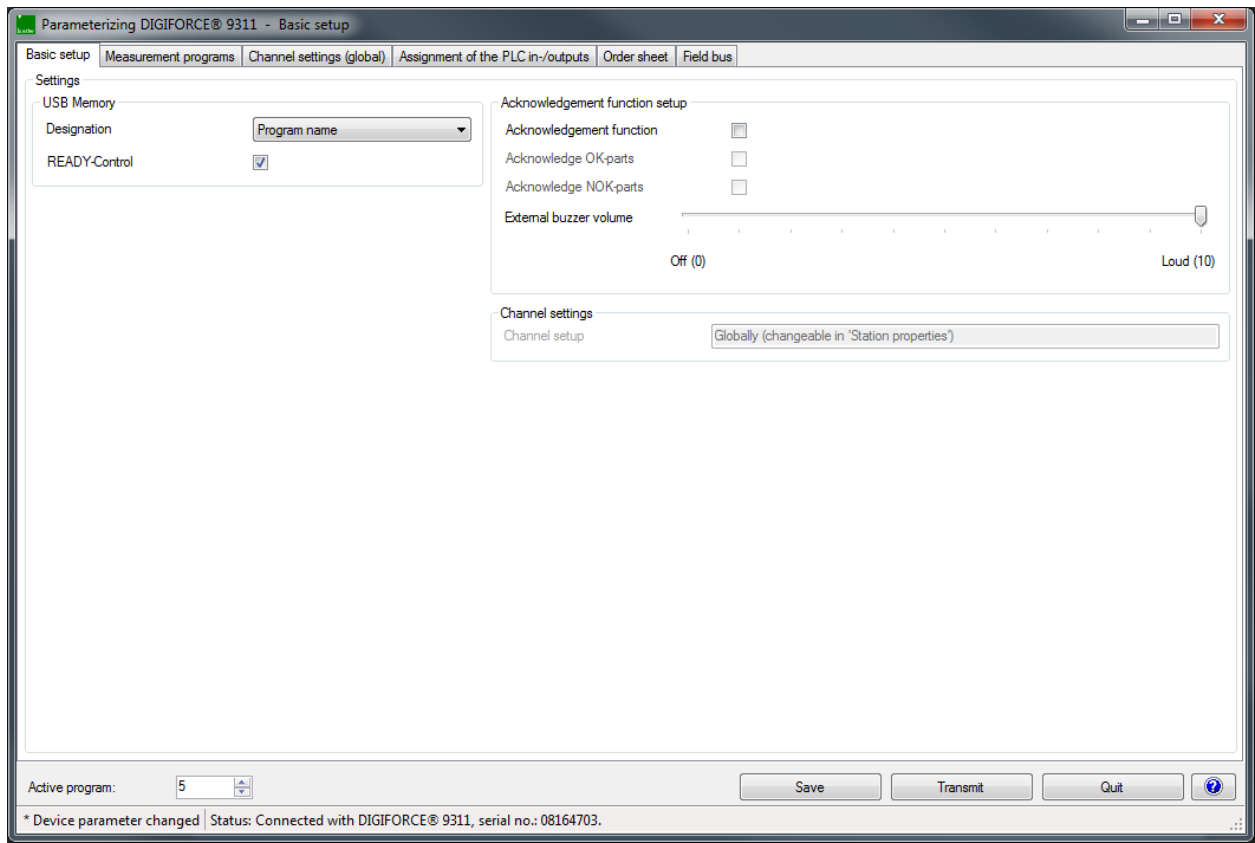 Parameterizing DIGIFORCE® 9311 - Basic setup
Basic setup Measurement programs Channel settings (global) Assignment of the PLC in-/outputs Order sheet Field bus
Settings
USB Memory
Designation Program name
READY-Control
Acknowledgement function setup
Acknowledgement function
Acknowledge OK-parts
Acknowledge NOK-parts
External buzzer volume
Off (0) Loud (10)
Channel settings
Channel setup Globally (changeable in 'Station properties')
Active program: 5 Save Transmit Quit ?
* Device parameter changed Status: Connected with DIGIFORCE® 9311, serial no.: 08164703.